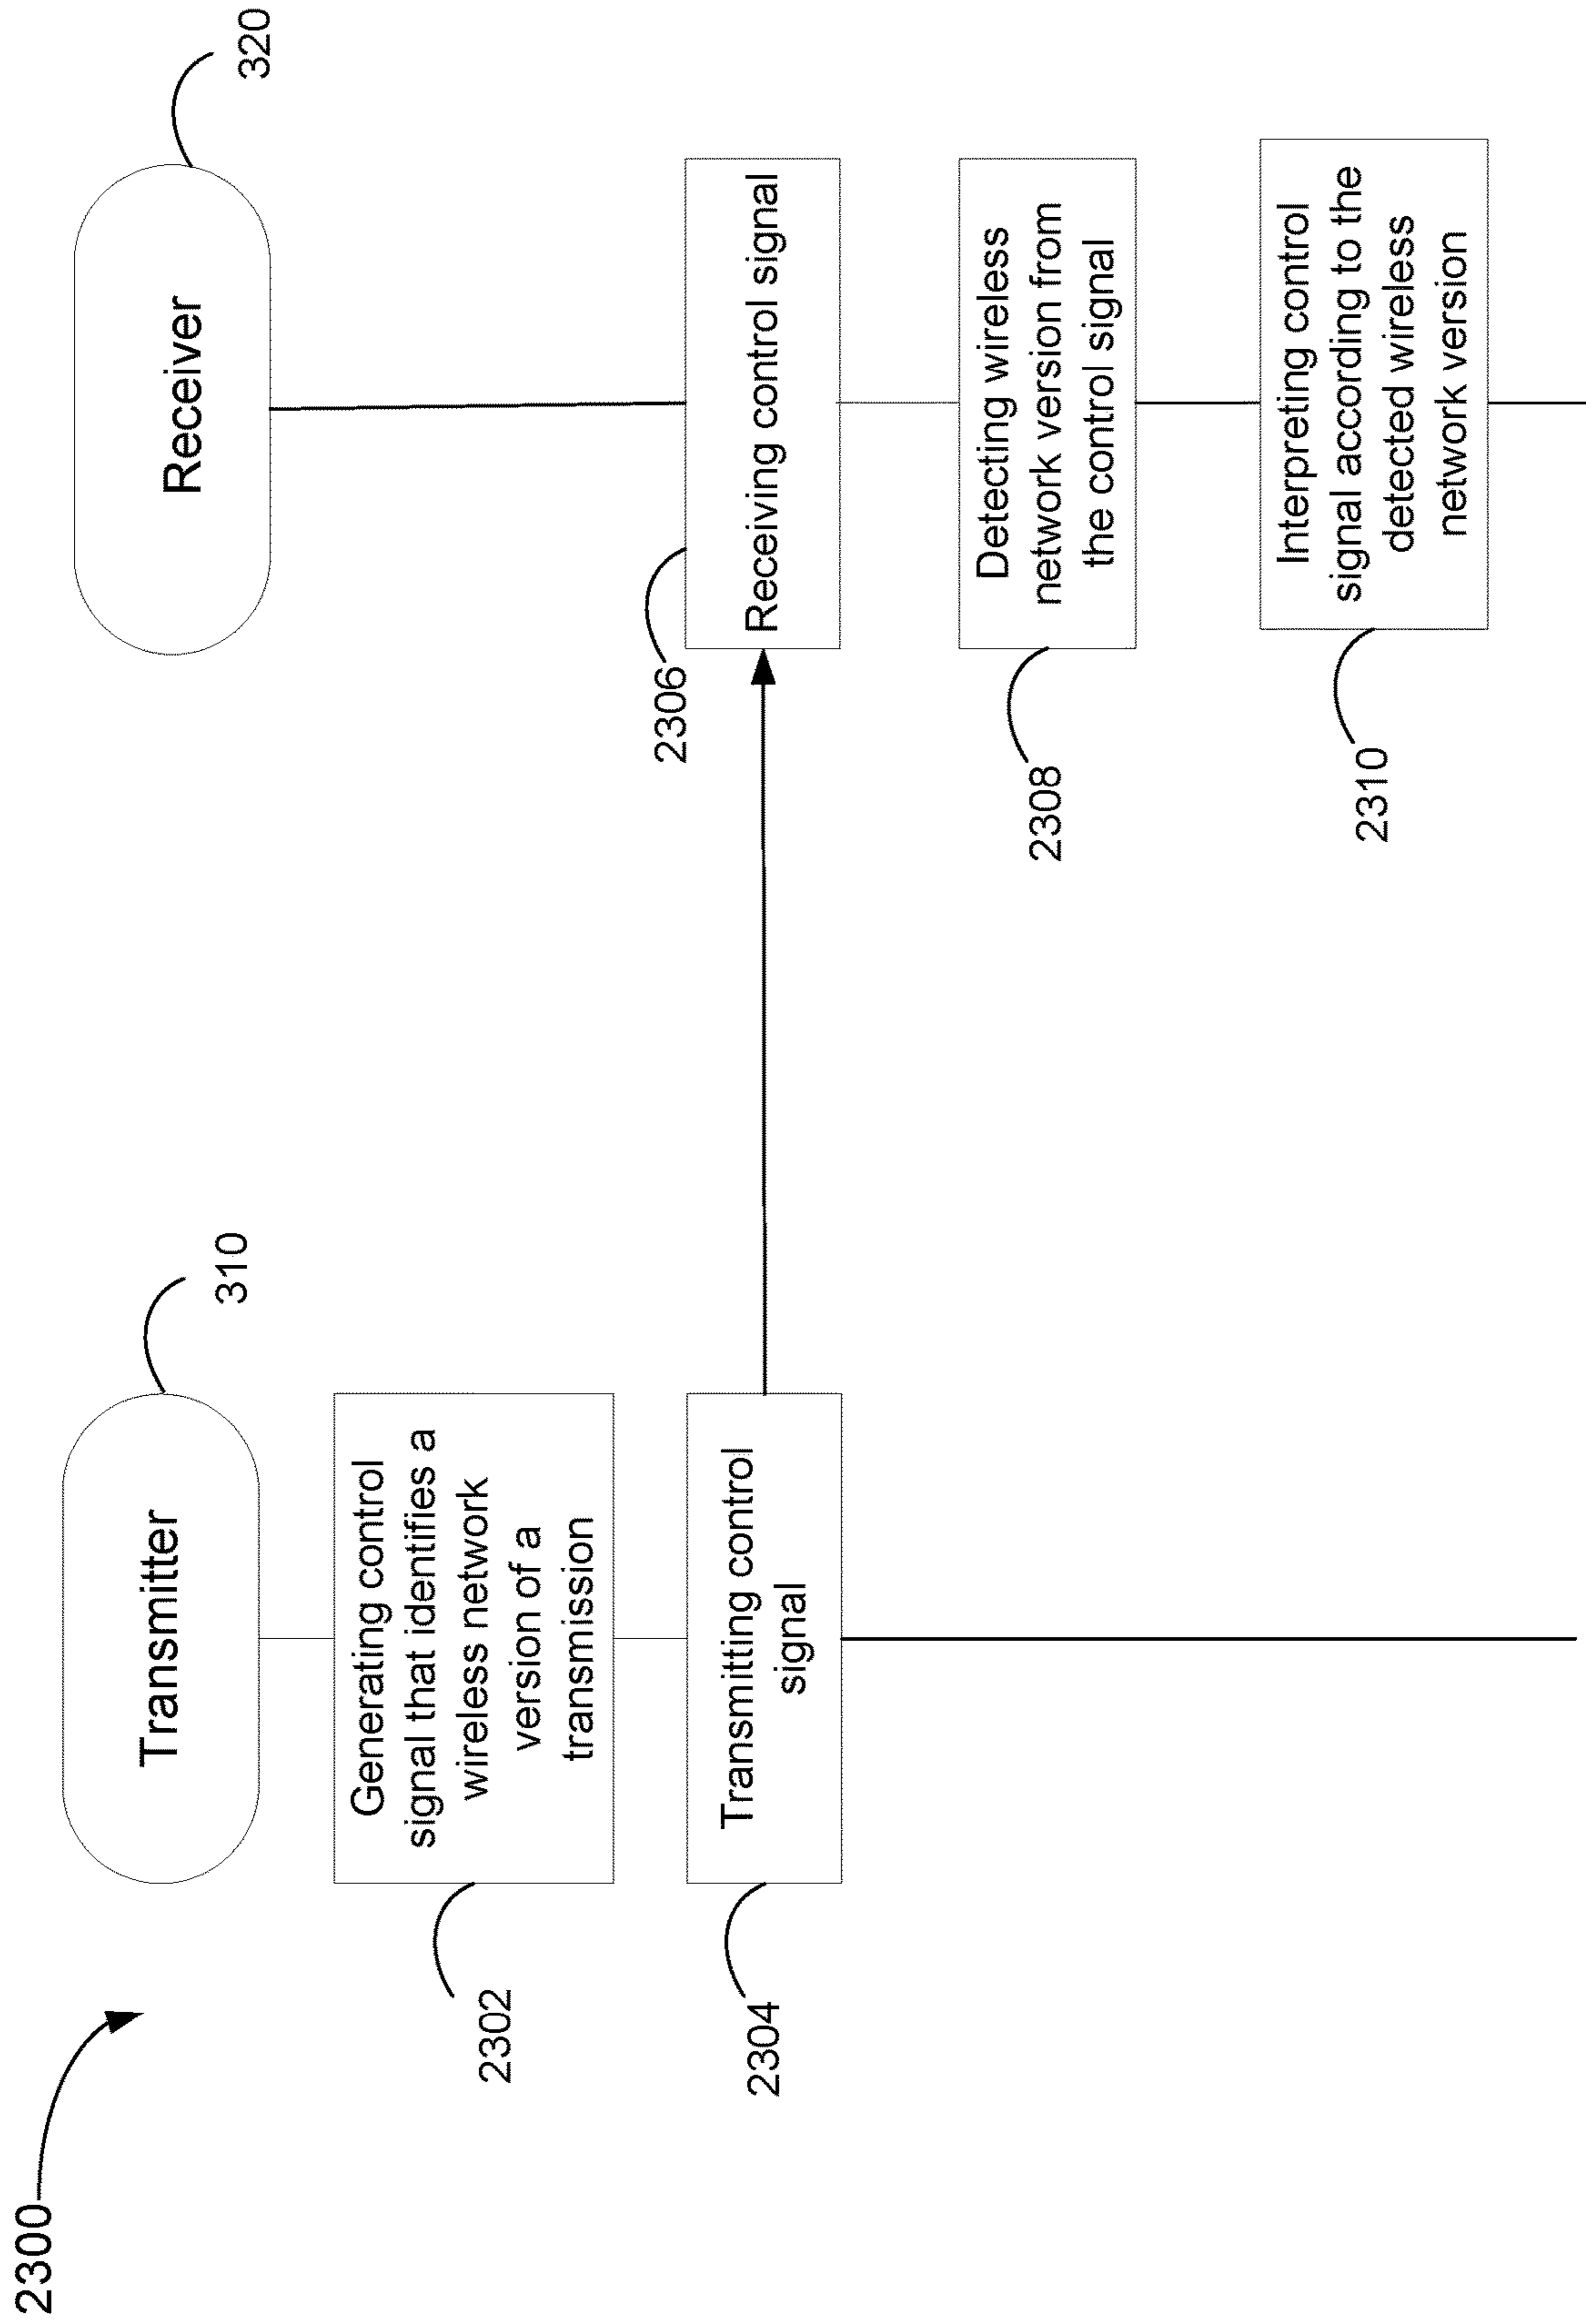 2300
Transmitter
310
Generating control
signal that identifies a
wireless network
version of a
transmission
2302
Transmitting control
signal
2304
Receiver
320
2306
Receiving control signal
Detecting wireless
network version from
the control signal
2308
Interpreting control
signal according to the
detected wireless
network version
2310